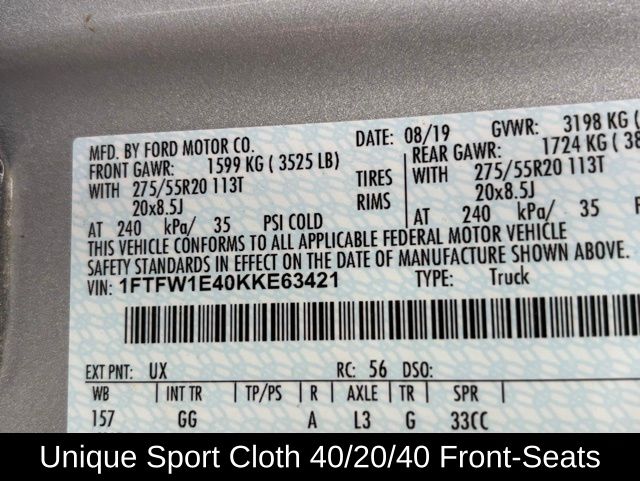 MFD. BY FORD MOTOR CO.
DATE: 08/19 GVWR: 3198 KG (
FRONT GAWR: 1599 KG ( 3525 LB)
REAR GAWR: 1724 KG ( 38
WITH 275/55R20 113T TIRES WITH 275/55R20 113T
20x8.5J RIMS 20x8.5J
AT 240 kPa/ 35 PSI COLD AT 240 kPa/ 35
THIS VEHICLE CONFORMS TO ALL APPLICABLE FEDERAL MOTOR VEHICLE
SAFETY STANDARDS IN EFFECT ON THE DATE OF MANUFACTURE SHOWN ABOVE.
VIN: 1FTFW1E40KKE63421 TYPE: Truck
EXT PNT: UX RC: 56 DSO:
WB INT TR TP/PS R AXLE TR SPR
157 GG A L3 G 33CC
Unique Sport Cloth 40/20/40 Front-Seats